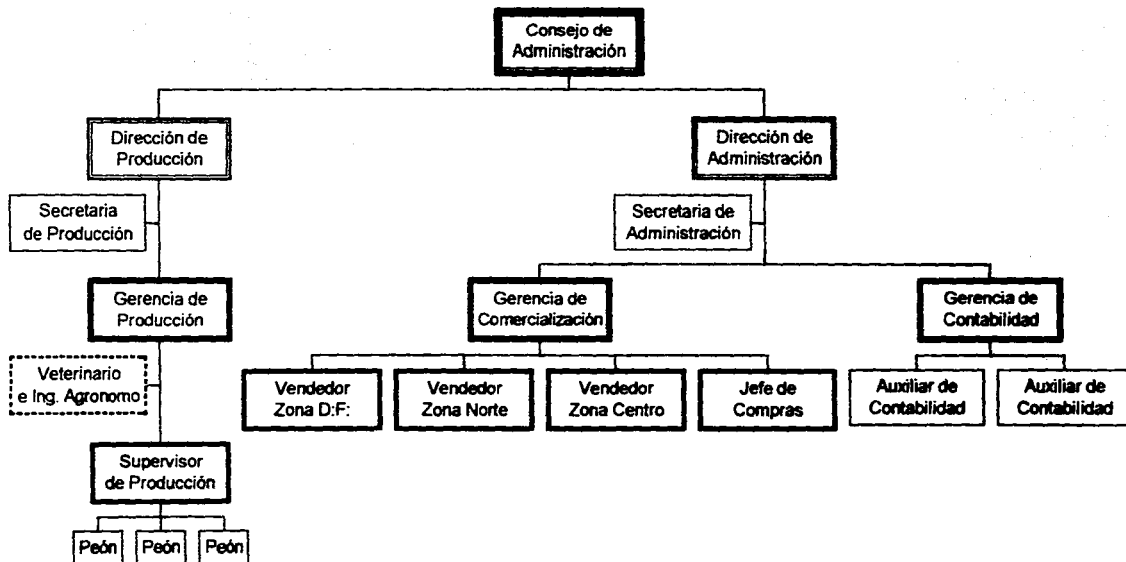 Consejo de
Administración
Dirección de
Producción
Dirección de
Administración
Secretaria
de Producción
Secretaria de
Administración
Gerencia de
Producción
Gerencia de
Comercialización
Gerencia de
Contabilidad
Veterinario
e Ing. Agronomo
Vendedor
Zona D:F:
Vendedor
Zona Norte
Vendedor
Zona Centro
Jefe de
Compras
Auxiliar de
Contabilidad
Auxiliar de
Contabilidad
Supervisor
de Producción
Peón
Peón
Peón